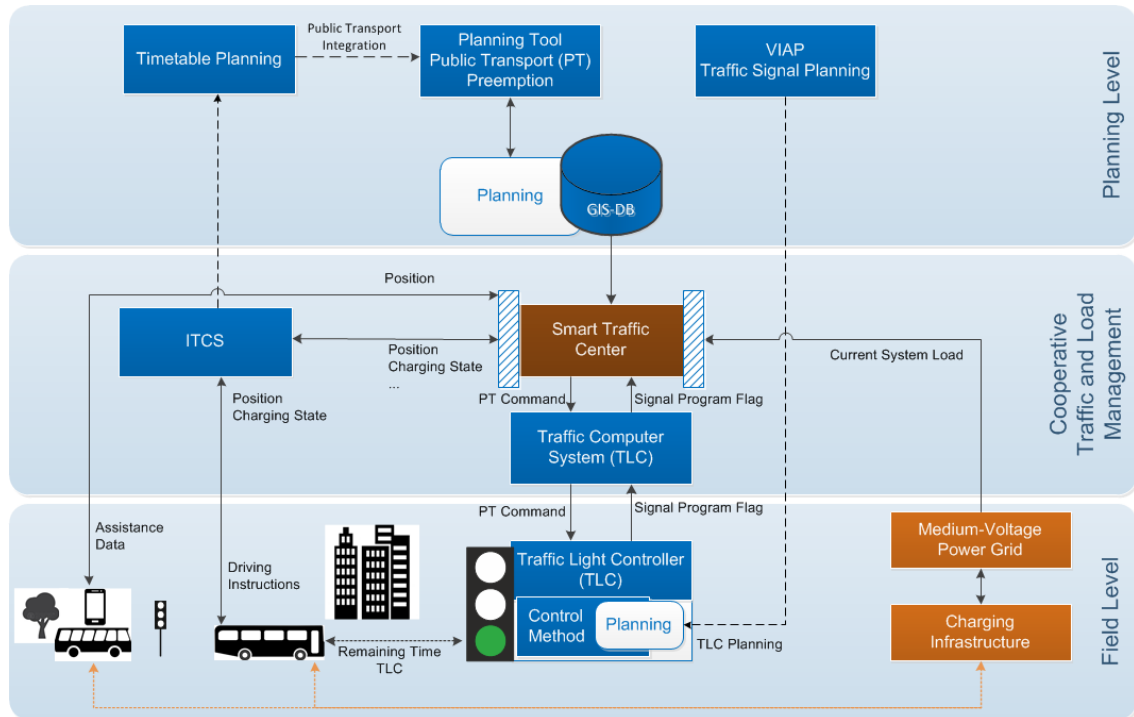 Public Transport
Integration
Timetable Planning
Planning Tool
Public Transport (PT)
Preemption
VIAP
Traffic Signal Planning
Planning
GIS-DB
Planning Level
Position
ITCS
Smart Traffic
Center
Position
Charging State
...
Current System Load
Position
Charging State
PT Command
Signal Program Flag
Traffic Computer
System (TLC)
Cooperative
Traffic and Load
Management
PT Command
Signal Program Flag
Assistance
Data
Driving
Instructions
Traffic Light Controller
(TLC)
Control
Method
Planning
Remaining Time
TLC
TLC Planning
Medium-Voltage
Power Grid
Charging
Infrastructure
Field Level